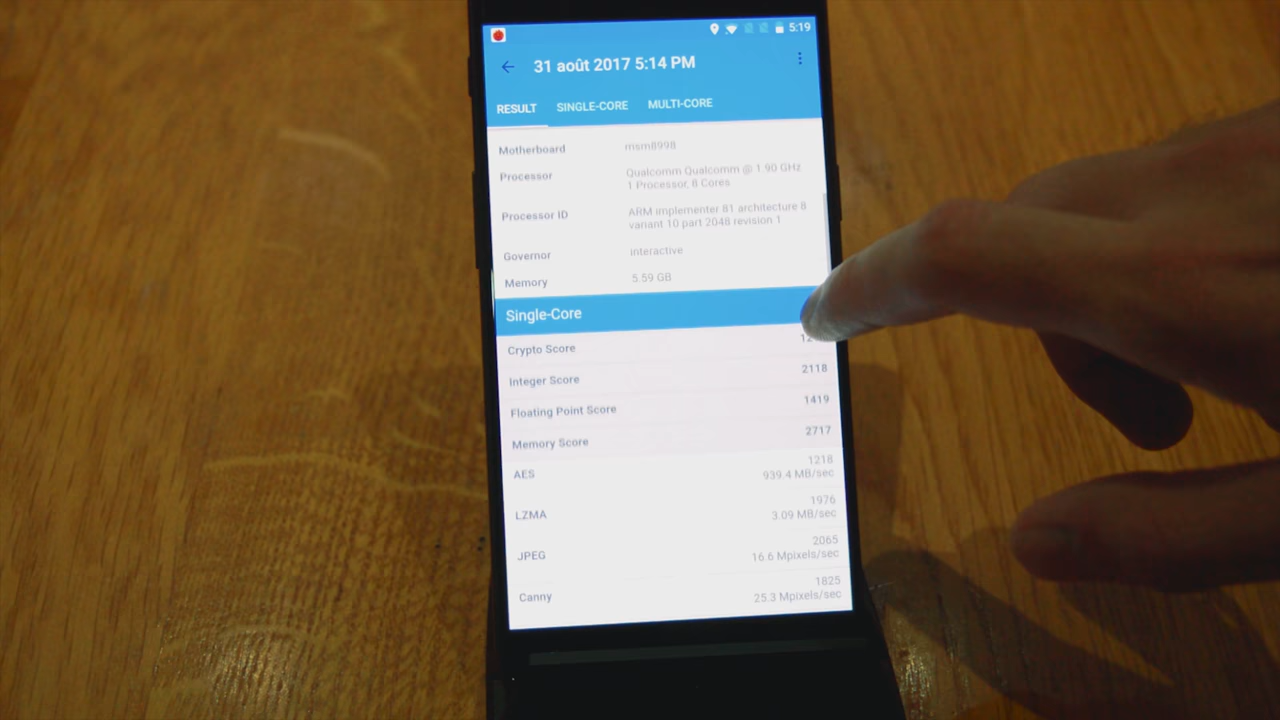 5:19
31 août 2017 5:14 PM
RESULT SINGLE-CORE MULTI-CORE
Motherboard msm8998
Processor Qualcomm Qualcomm @ 1.90 GHz
1 Processor, 8 Cores
Processor ID ARM implementer 81 architecture 8
variant 10 part 2048 revision 1
Governor interactive
Memory 5.59 GB
Single-Core
Crypto Score
Integer Score 2118
Floating Point Score 1419
Memory Score 2717
AES 1218
939.4 MB/sec
LZMA 1976
3.09 MB/sec
JPEG 2065
16.6 Mpixels/sec
Canny 1825
25.3 Mpixels/sec